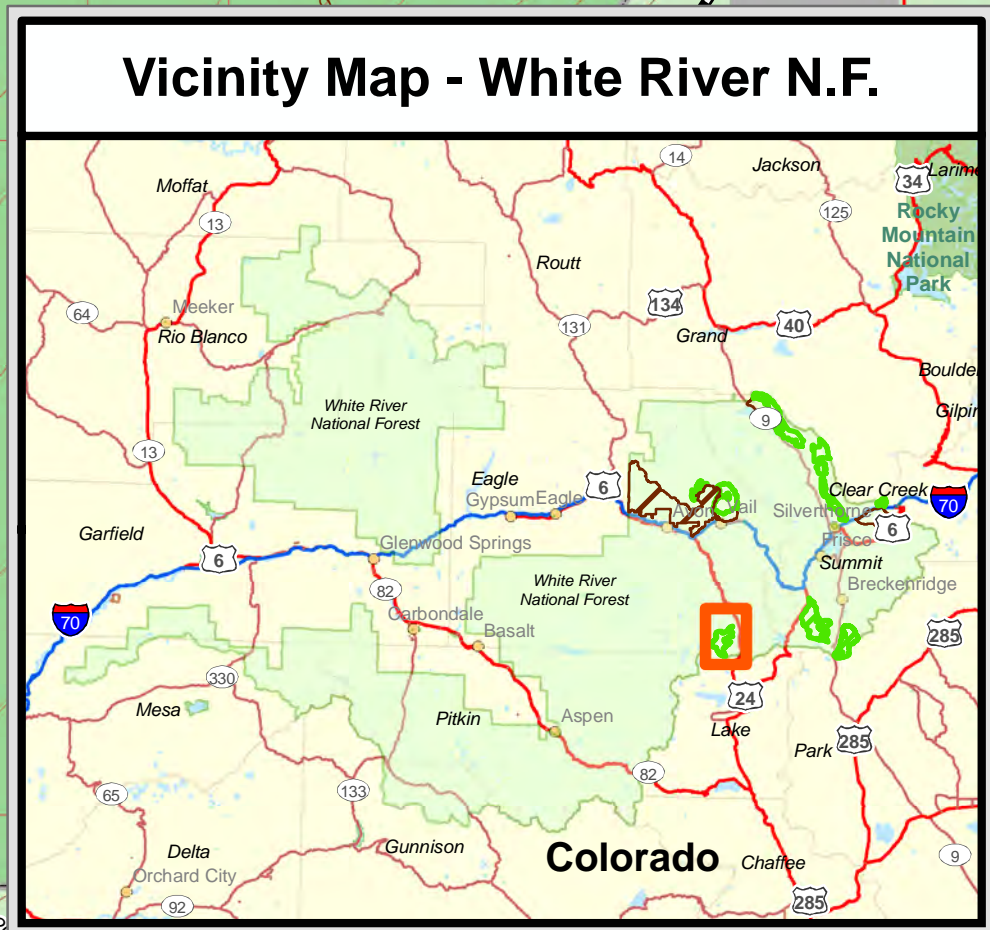 Vicinity Map - White River N.F.
14
Jackson
34
Larim
Moffat
125
Rocky
Mountain
National
Park
13
Routt
64
Meeker
134
131
40
Rio Blanco
Grand
Boulde
White River
National Forest
9
Gilpin
13
Eagle
6
Clear Creek
Gypsum
Eagle
70
Avon
Vail
Silverthorne
6
Garfield
Glenwood Springs
Frisco
6
Summit
White River
National Forest
82
Breckenridge
70
Carbondale
Basalt
285
330
24
Mesa
Pitkin
Aspen
Lake
Park
285
82
65
133
Delta
Gunnison
Colorado
Chaffee
9
Orchard City
92
285